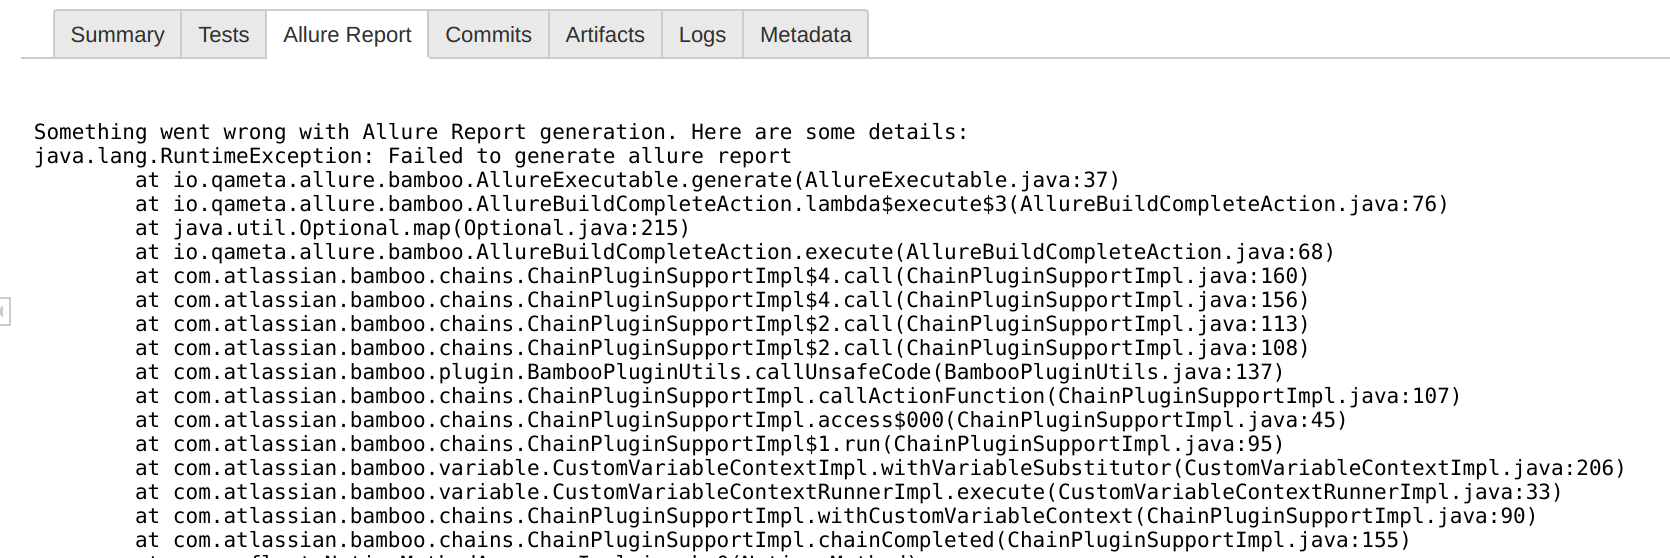 Summary Tests Allure Report Commits Artifacts Logs Metadata
Something went wrong with Allure Report generation. Here are some details:
java.lang.RuntimeException: Failed to generate allure report
at io.qameta.allure.bamboo.AllureExecutable.generate(AllureExecutable.java:37)
at io.qameta.allure.bamboo.AllureBuildCompleteAction.lambda$execute$3(AllureBuildCompleteAction.java:76)
at java.util.Optional.map(Optional.java:215)
at io.qameta.allure.bamboo.AllureBuildCompleteAction.execute(AllureBuildCompleteAction.java:68)
at com.atlassian.bamboo.chains.ChainPluginSupportImpl$4.call(ChainPluginSupportImpl.java:160)
at com.atlassian.bamboo.chains.ChainPluginSupportImpl$4.call(ChainPluginSupportImpl.java:156)
at com.atlassian.bamboo.chains.ChainPluginSupportImpl$2.call(ChainPluginSupportImpl.java:113)
at com.atlassian.bamboo.chains.ChainPluginSupportImpl$2.call(ChainPluginSupportImpl.java:108)
at com.atlassian.bamboo.plugin.BambooPluginUtils.callUnsafeCode(BambooPluginUtils.java:137)
at com.atlassian.bamboo.chains.ChainPluginSupportImpl.callActionFunction(ChainPluginSupportImpl.java:107)
at com.atlassian.bamboo.chains.ChainPluginSupportImpl.access$000(ChainPluginSupportImpl.java:45)
at com.atlassian.bamboo.chains.ChainPluginSupportImpl$1.run(ChainPluginSupportImpl.java:95)
at com.atlassian.bamboo.variable.CustomVariableContextImpl.withVariableSubstitutor(CustomVariableContextImpl.java:206)
at com.atlassian.bamboo.variable.CustomVariableContextRunnerImpl.execute(CustomVariableContextRunnerImpl.java:33)
at com.atlassian.bamboo.chains.ChainPluginSupportImpl.withCustomVariableContext(ChainPluginSupportImpl.java:90)
at com.atlassian.bamboo.chains.ChainPluginSupportImpl.chainCompleted(ChainPluginSupportImpl.java:155)